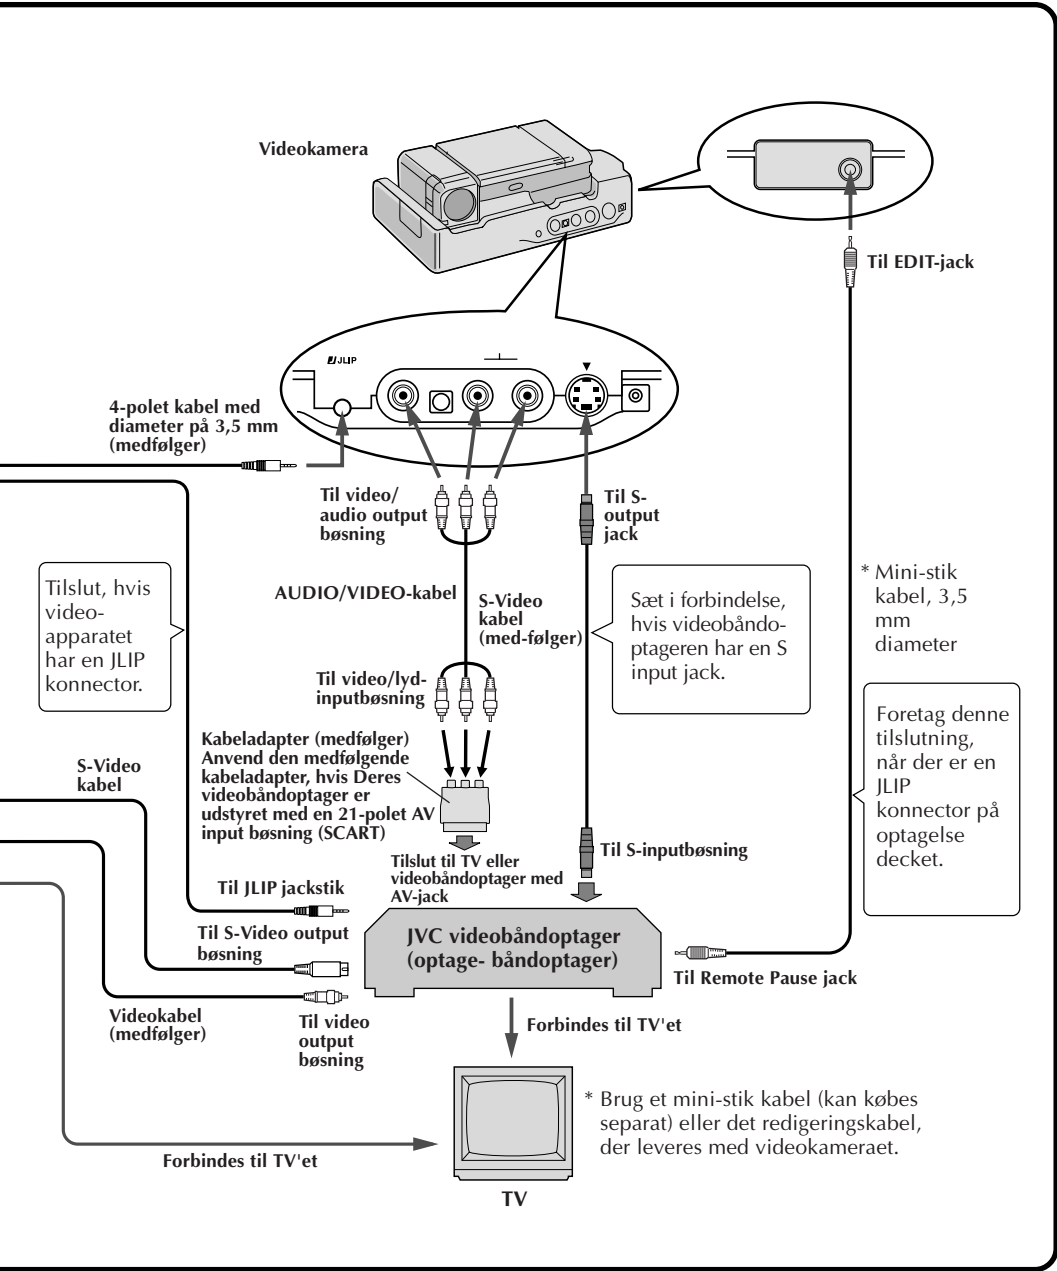 Videokamera
Til EDIT-jack
JLIP
4-polet kabel med
diameter på 3,5 mm
(medfølger)
Til video/
audio output
bøsning
Til S-
output
jack
Tilslut, hvis
video-
apparatet
har en JLIP
konnector.
AUDIO/VIDEO-kabel
S-Video
kabel
(med-følger)
Sæt i forbindelse,
hvis videobåndo-
ptageren har en S
input jack.
* Mini-stik
kabel, 3,5
mm
diameter
Til video/lyd-
inputbøsning
Foretag denne
tilslutning,
når der er en
JLIP
konnector på
optagelse
decket.
Kabeladapter (medfølger)
Anvend den medfølgende
kabeladapter, hvis Deres
videobåndoptager er
udstyret med en 21-polet AV
input bøsning (SCART)
S-Video
kabel
Til S-inputbøsning
Tilslut til TV eller
videobåndoptager med
AV-jack
Til JLIP jackstik
Til S-Video output
bøsning
JVC videobåndoptager
(optage- båndoptager)
Til Remote Pause jack
Videokabel
(medfølger)
Til video
output
bøsning
Forbindes til TV'et
* Brug et mini-stik kabel (kan købes
separat) eller det redigeringskabel,
der leveres med videokameraet.
Forbindes til TV'et
TV